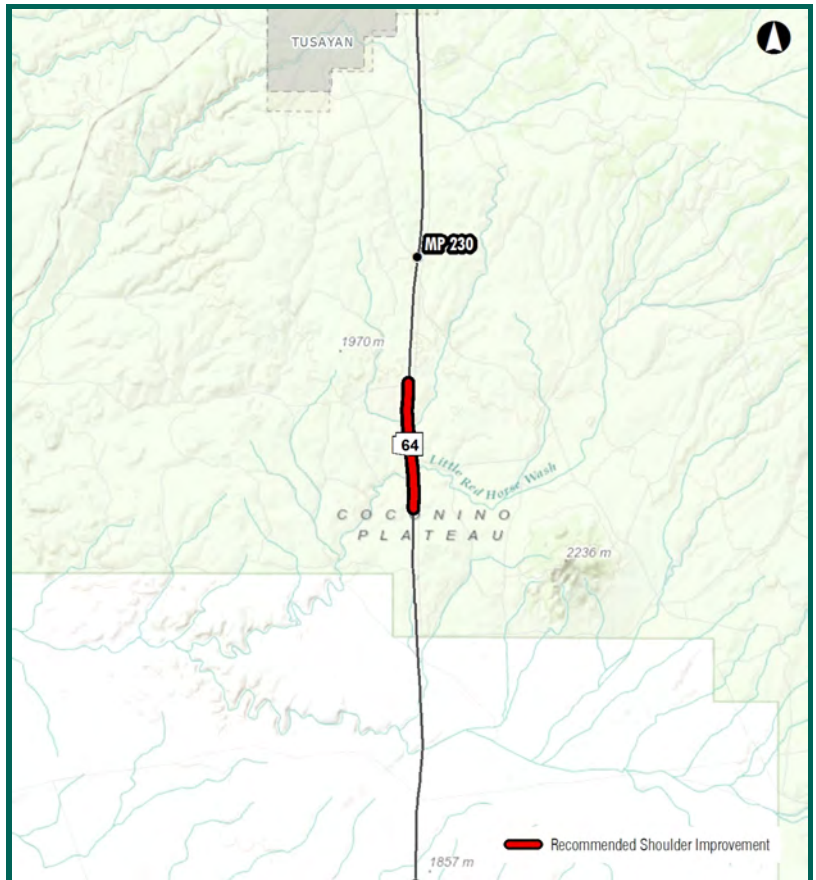 TUSAYAN
MP 230
1970 m
64
Little Red Horse Wash
COCONINO
PLATEAU
2236 m
Recommended Shoulder Improvement
1857 m